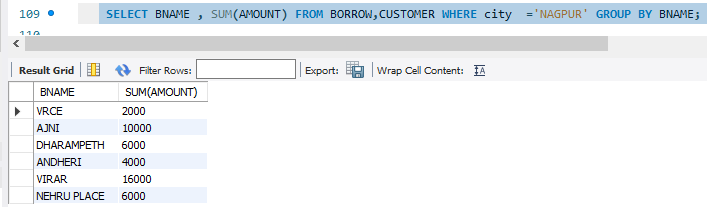 109 SELECT BNAME , SUM(AMOUNT) FROM BORROW,CUSTOMER WHERE city ='NAGPUR' GROUP BY BNAME;
110
Result Grid Filter Rows: Export: Wrap Cell Content: IA
BNAME SUM(AMOUNT)
VRCE 2000
AJNI 10000
DHARAMPETH 6000
ANDHERI 4000
VIRAR 16000
NEHRU PLACE 6000